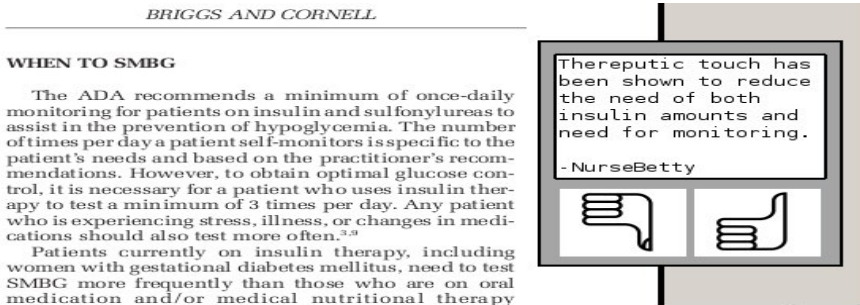 BRIGGS AND CORNELL
WHEN TO SMBG
The ADA recommends a minimum of once-daily
monitoring for patients on insulin and sulfonylureas to
assist in the prevention of hypoglycemia. The number
of times per day a patient self-monitors is specific to the
patient's needs and based on the practitioner's recom-
mendations. However, to obtain optimal glucose con-
trol, it is necessary for a patient who uses insulin ther-
apy to test a minimum of 3 times per day. Any patient
who is experiencing stress, illness, or changes in medi-
cations should also test more often.3,9
Patients currently on insulin therapy, including
women with gestational diabetes mellitus, need to test
SMBG more frequently than those who are on oral
medication and/or medical nutritional therapy
Thereputic touch has
been shown to reduce
the need of both
insulin amounts and
need for monitoring.
-NurseBetty